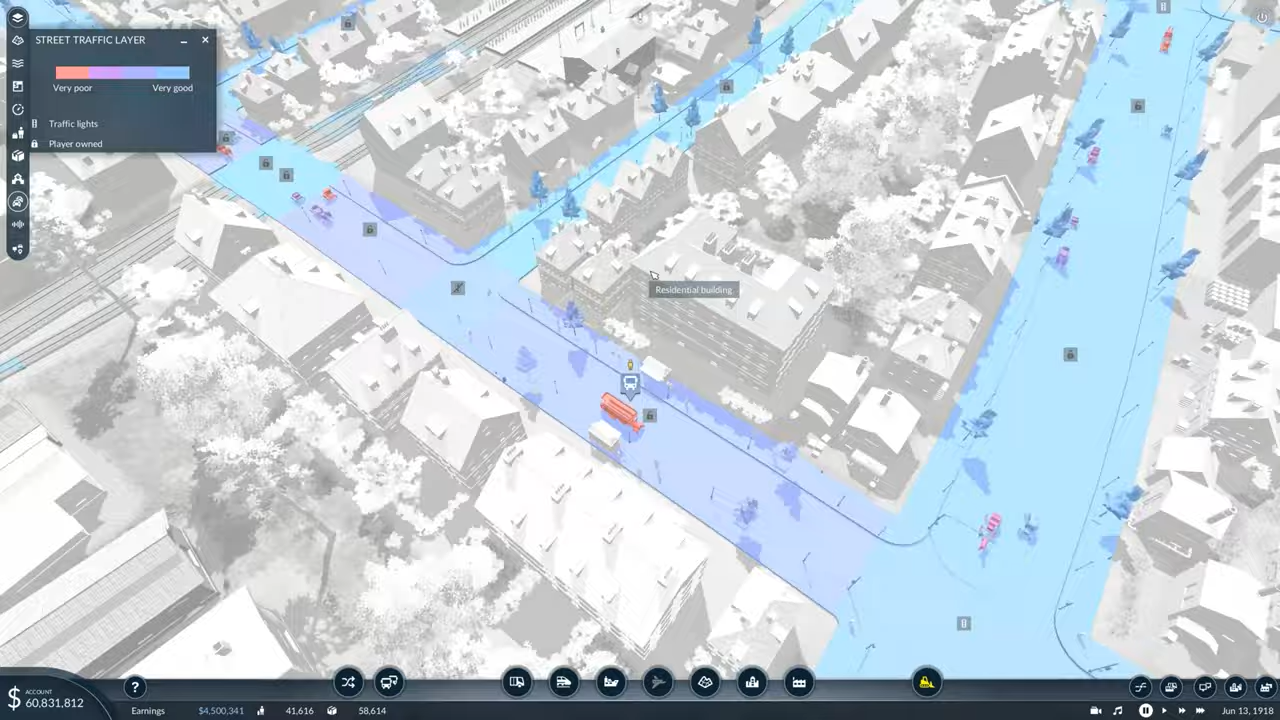 STREET TRAFFIC LAYER
Very poor
Very good
Traffic lights
Player owned
Residential building
?
$ ACCOUNT
60,831,812
Earnings
$4,500,341
41,616
58,614
Jun 13, 1918